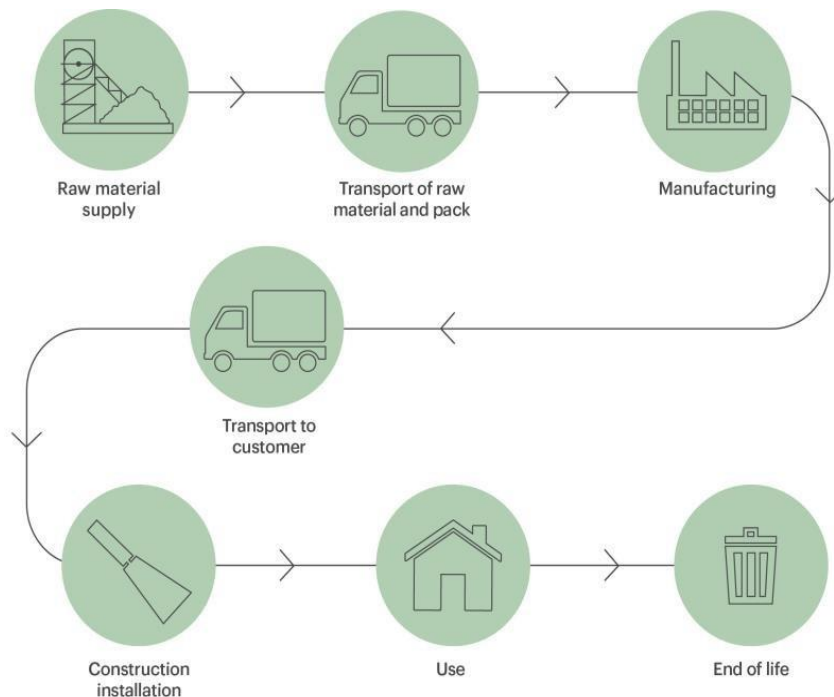 Raw material
supply
Transport of raw
material and pack
Manufacturing
Transport to
customer
Construction
installation
Use
End of life